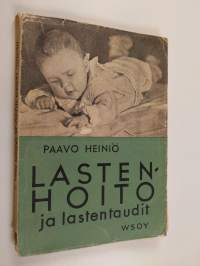 PAAVO HEINIÖ
LASTEN-
HOITO
ja lastentaudit
WSOY